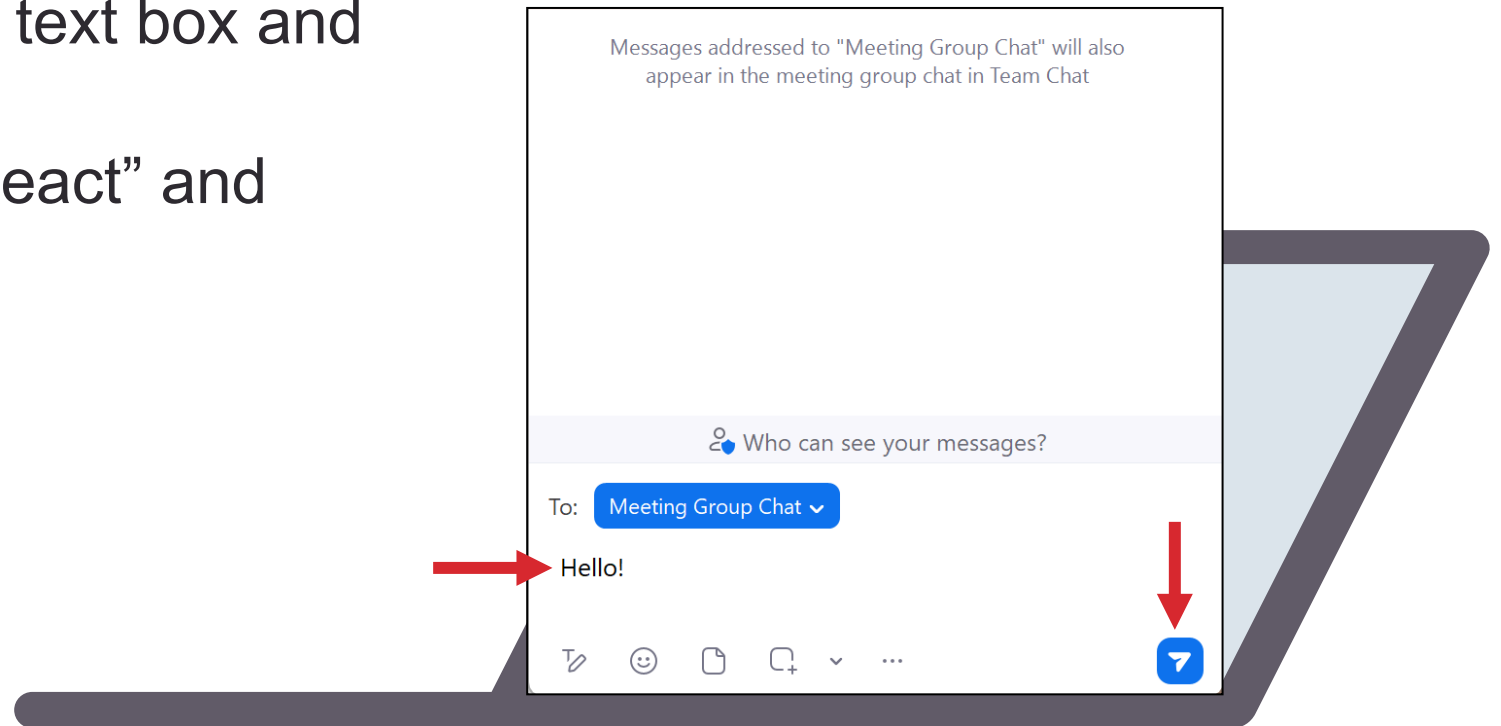 text box and
eact” and
Messages addressed to "Meeting Group Chat" will also
appear in the meeting group chat in Team Chat
Who can see your messages?
To: Meeting Group Chat
Hello!